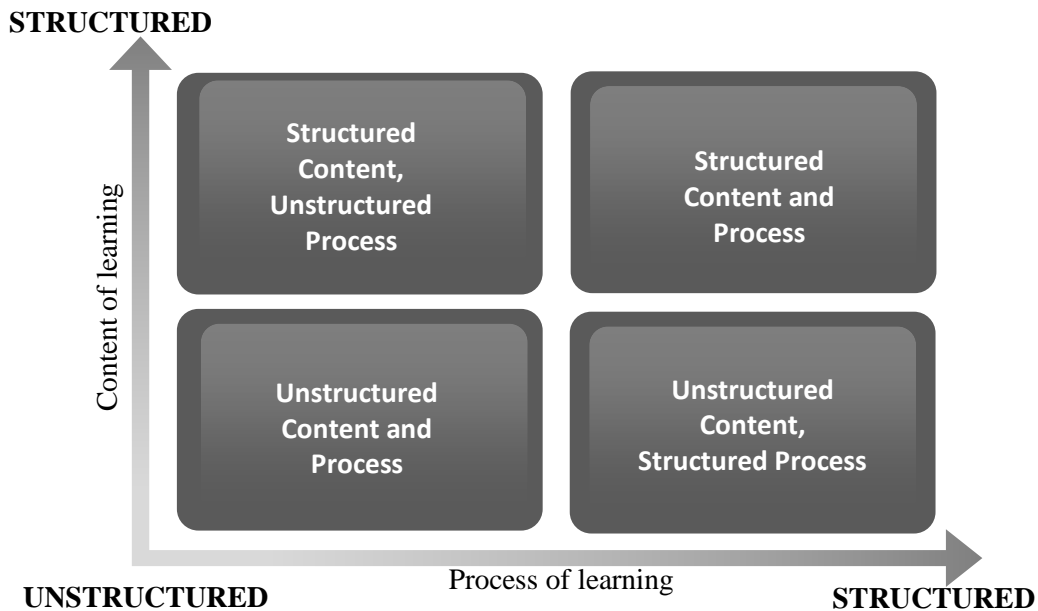 STRUCTURED
Structured
Content,
Unstructured
Process
Structured
Content and
Process
Content of learning
Unstructured
Content and
Process
Unstructured
Content,
Structured Process
Process of learning
UNSTRUCTURED
STRUCTURED